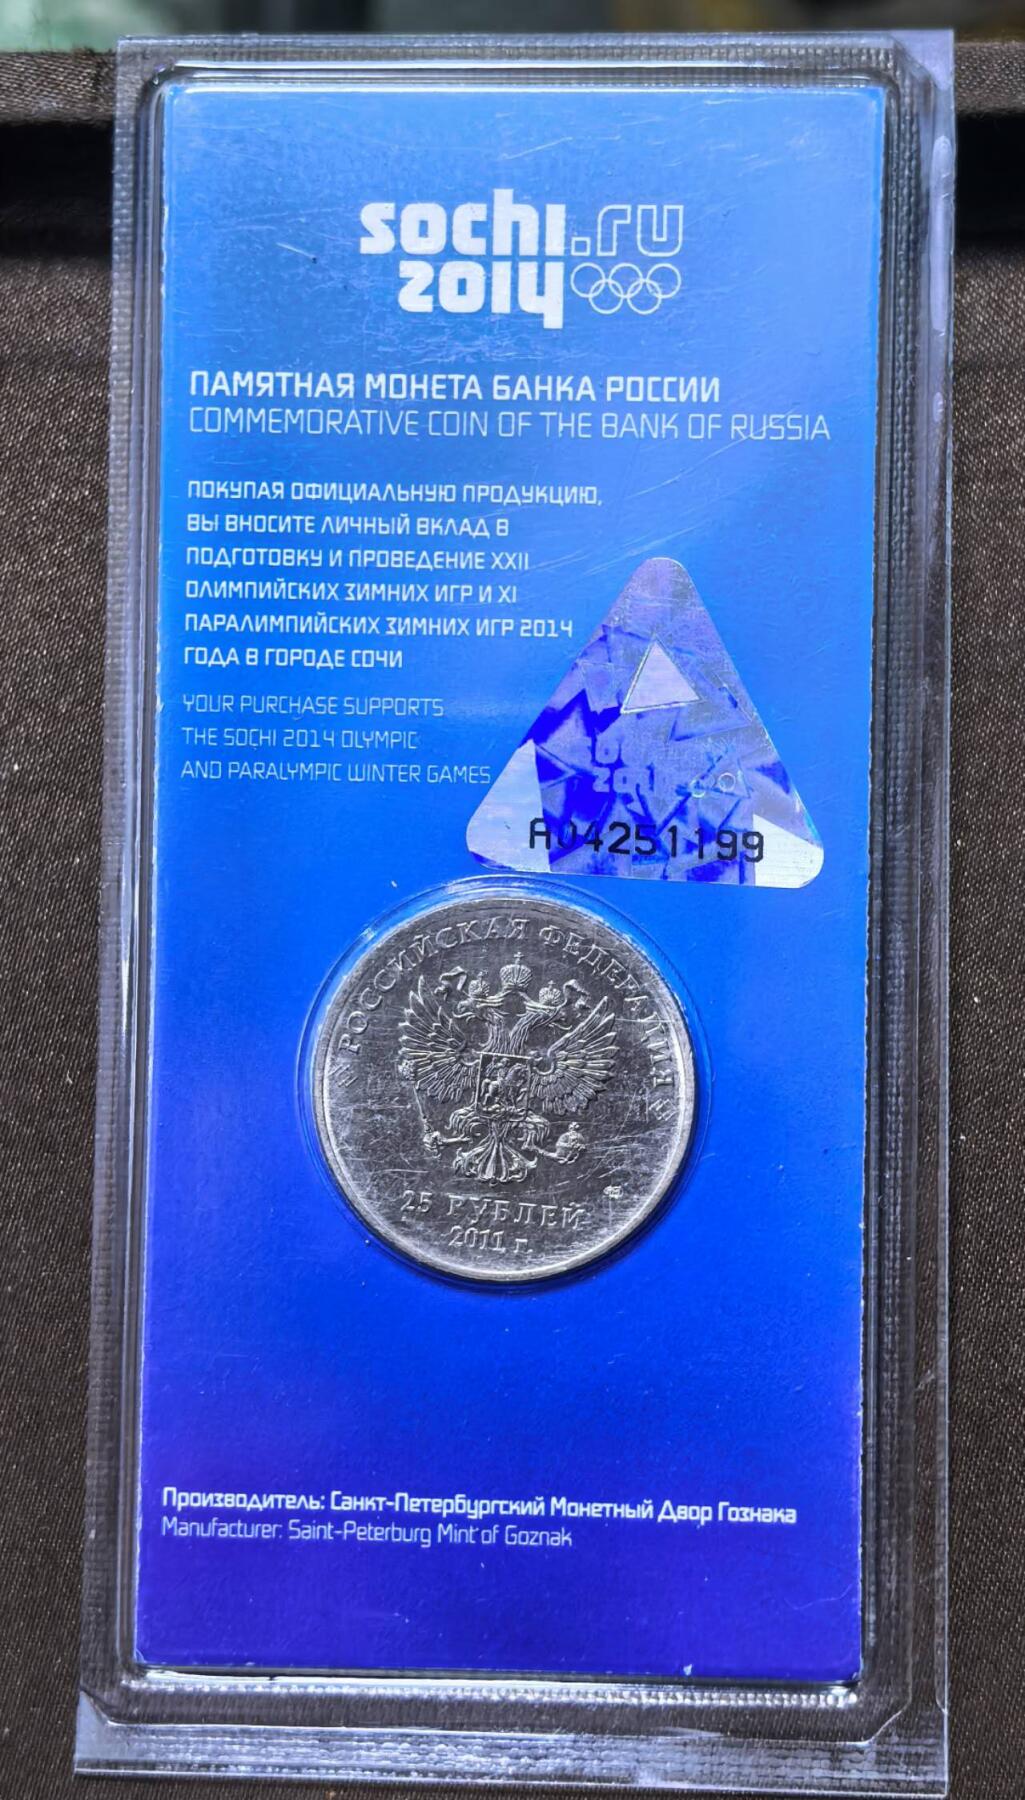 sochi.ru
2014
ПАМЯТНАЯ МОНЕТА БАНКА РОССИИ
COMMEMORATIVE COIN OF THE BANK OF RUSSIA
ПОКУПАЯ ОФИЦИАЛЬНУЮ ПРОДУКЦИЮ,
ВЫ ВНОСИТЕ ЛИЧНЫЙ ВКЛАД В
ПОДГОТОВКУ И ПРОВЕДЕНИЕ XXII
ОЛИМПИЙСКИХ ЗИМНИХ ИГР И XI
ПАРАЛИМПИЙСКИХ ЗИМНИХ ИГР 2014
ГОДА В ГОРОДЕ СОЧИ
YOUR PURCHASE SUPPORTS
THE SOCHI 2014 OLYMPIC
AND PARALYMPIC WINTER GAMES
A04251199
РОССИЙСКАЯ ФЕДЕРАЦИЯ
25 РУБЛЕЙ
2011 г.
Производитель: Санкт-Петербургский Монетный Двор Гознака
Manufacturer: Saint-Peterburg Mint of Goznak